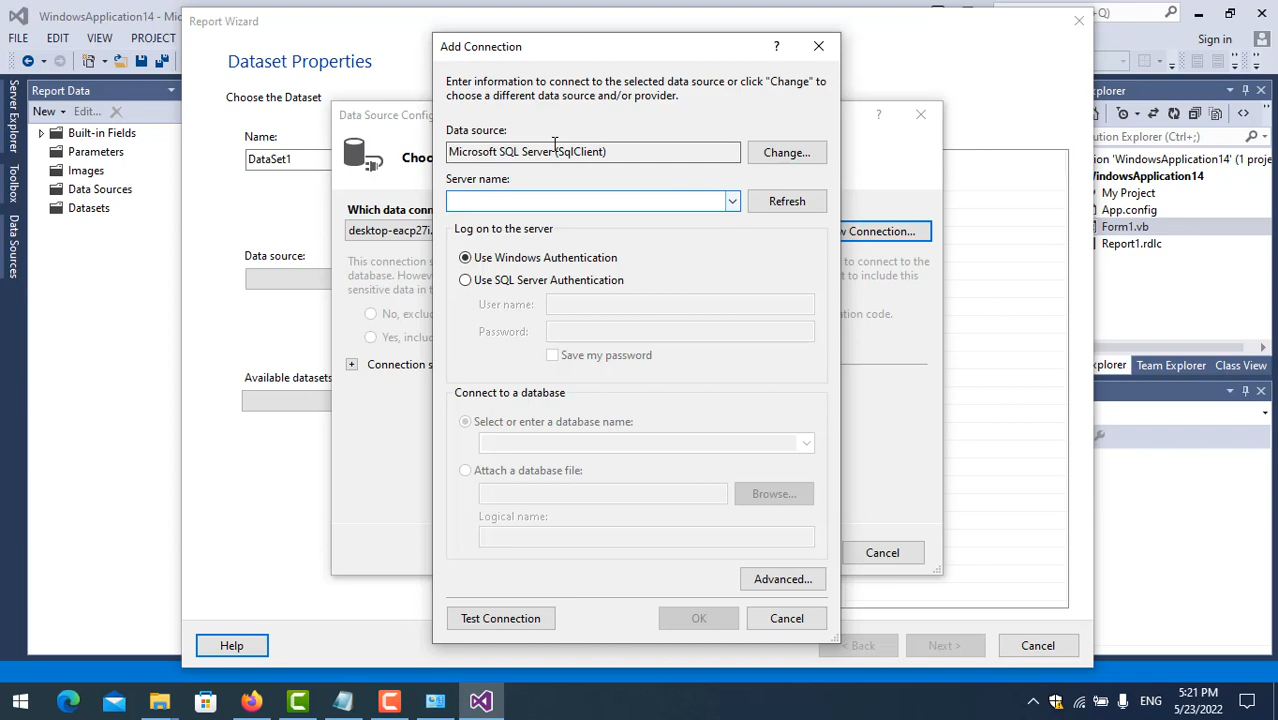 WindowsApplication14 - Mic
Report Wizard
Q)
FILE
EDIT
VIEW
P
Sign in
Dataset Properties
Choose the Dataset
Name:
DataSet1
Data source:
Available datasets
Help
< Back
Next >
Cancel
Server Explorer
Toolbox
Data Sources
Report Data
New
Edit...
Built-in Fields
Parameters
Images
Data Sources
Datasets
Data Source Config
?
Choo
Which data conn
desktop-eacp27i.
w Connection...
This connection s
to connect to the
database. Howev
t to include this
sensitive data in t
No, exclu
ation code.
Yes, inclu
Connection s
Cancel
Add Connection
?
Enter information to connect to the selected data source or click "Change" to
choose a different data source and/or provider.
Data source:
Microsoft SQL Server (SqlClient)
Change...
Server name:
Refresh
Log on to the server
Use Windows Authentication
Use SQL Server Authentication
User name:
Password:
Save my password
Connect to a database
Select or enter a database name:
Attach a database file:
Browse...
Logical name:
Advanced...
Test Connection
OK
Cancel
xplorer
xplution Explorer (Ctrl+;)
ution 'WindowsApplication14' (1 proje
WindowsApplication14
My Project
App.config
Form1.vb
Report1.rdlc
xplorer
Team Explorer
Class View
ENG
5:21 PM
5/23/2022